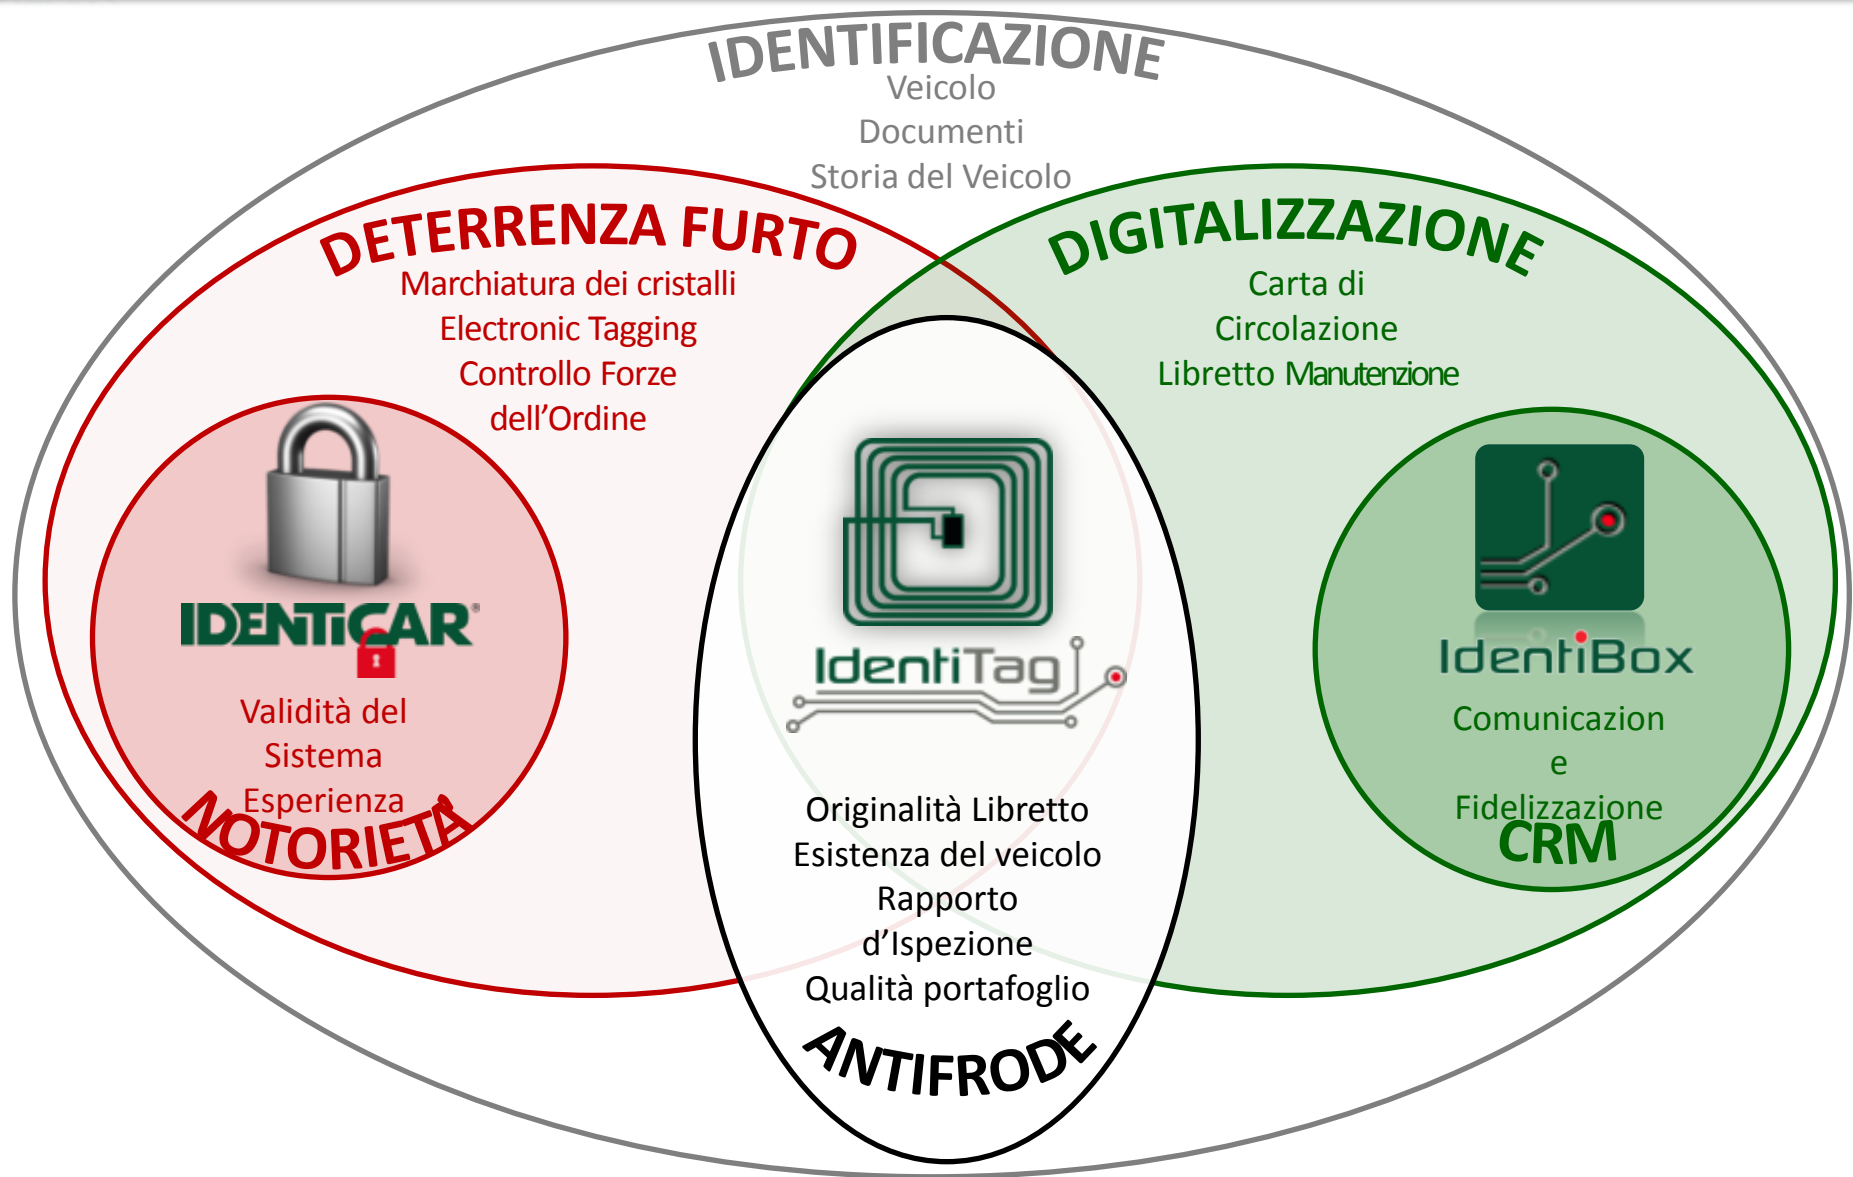 IDENTIFICAZIONE
Veicolo
Documenti
Storia del Veicolo
DETERRENZA FURTO
Marchiatura dei cristalli
Electronic Tagging
Controllo Forze
dell'Ordine
DIGITALIZZAZIONE
Carta di
Circolazione
Libretto Manutenzione
IDENTICAR®
Validità del
Sistema
Esperienza
NOTORIETÀ
IdentiTag
Originalità Libretto
Esistenza del veicolo
Rapporto
d'Ispezione
Qualità portafoglio
ANTIFRODE
IdentiBox
Comunicazion
e
Fidelizzazione
CRM